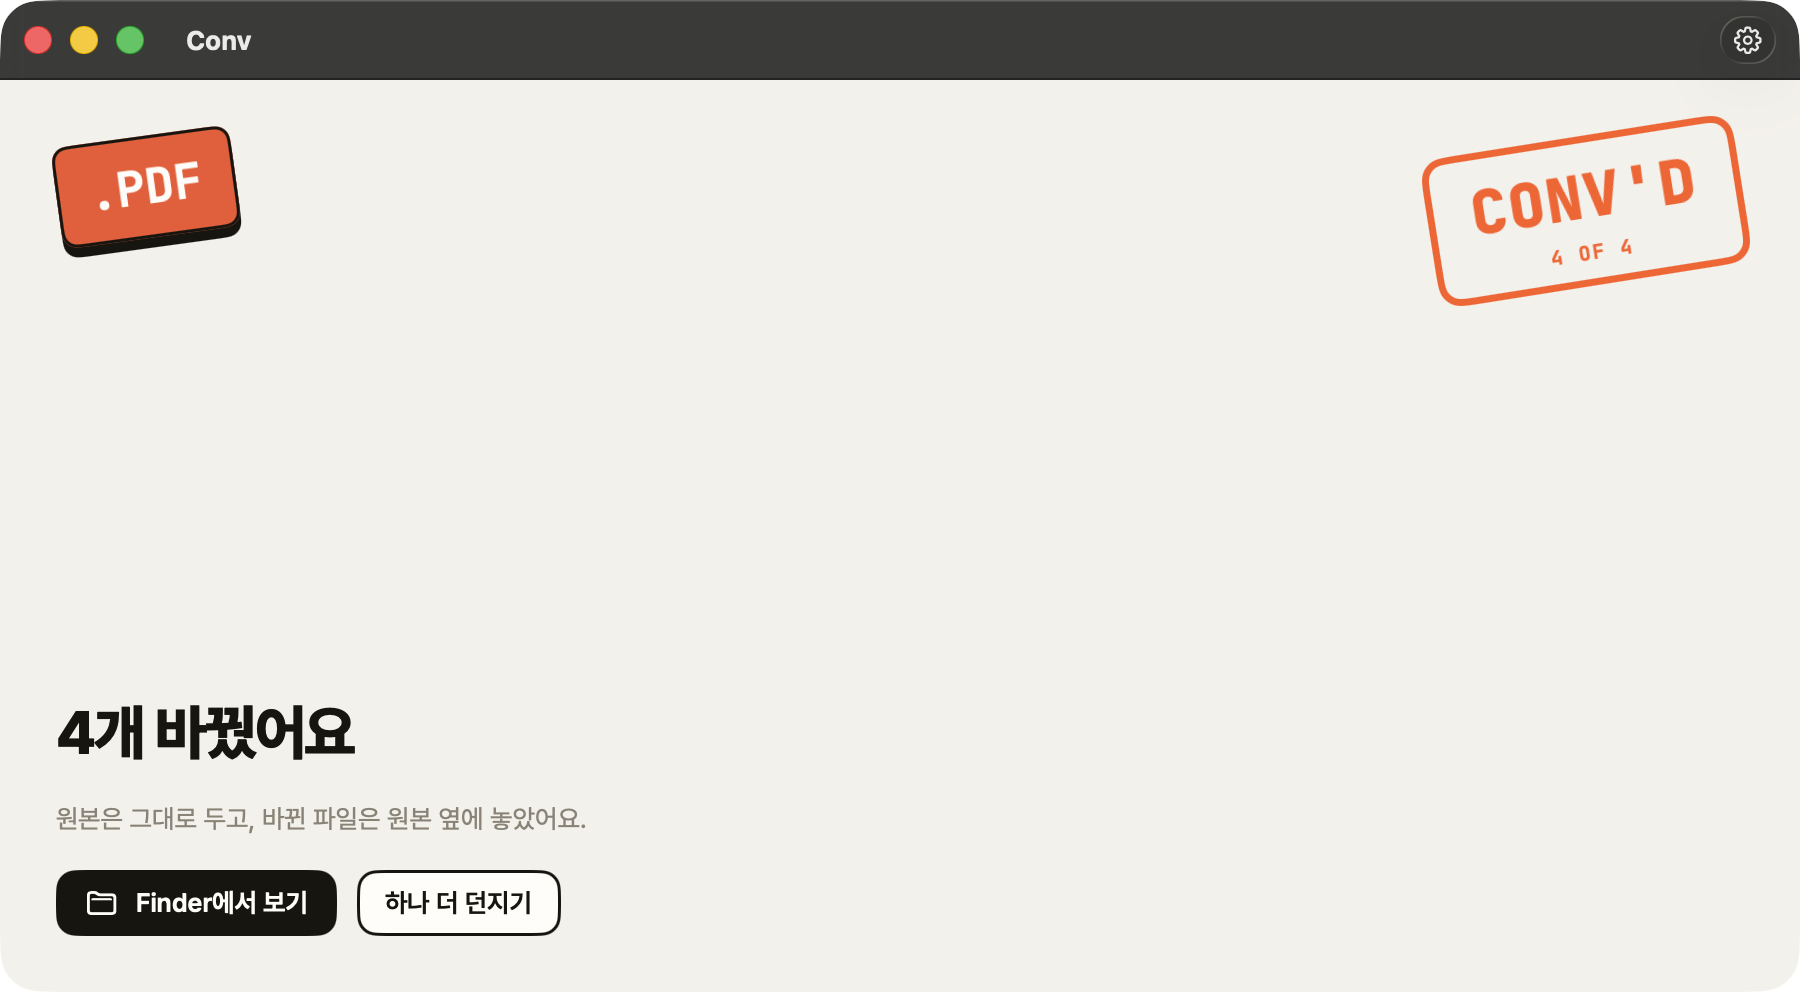 Conv
.PDF
CONV'D
4 OF 4
4개 바꿨어요
원본은 그대로 두고, 바뀐 파일은 원본 옆에 놓았어요.
Finder에서 보기
하나 더 던지기